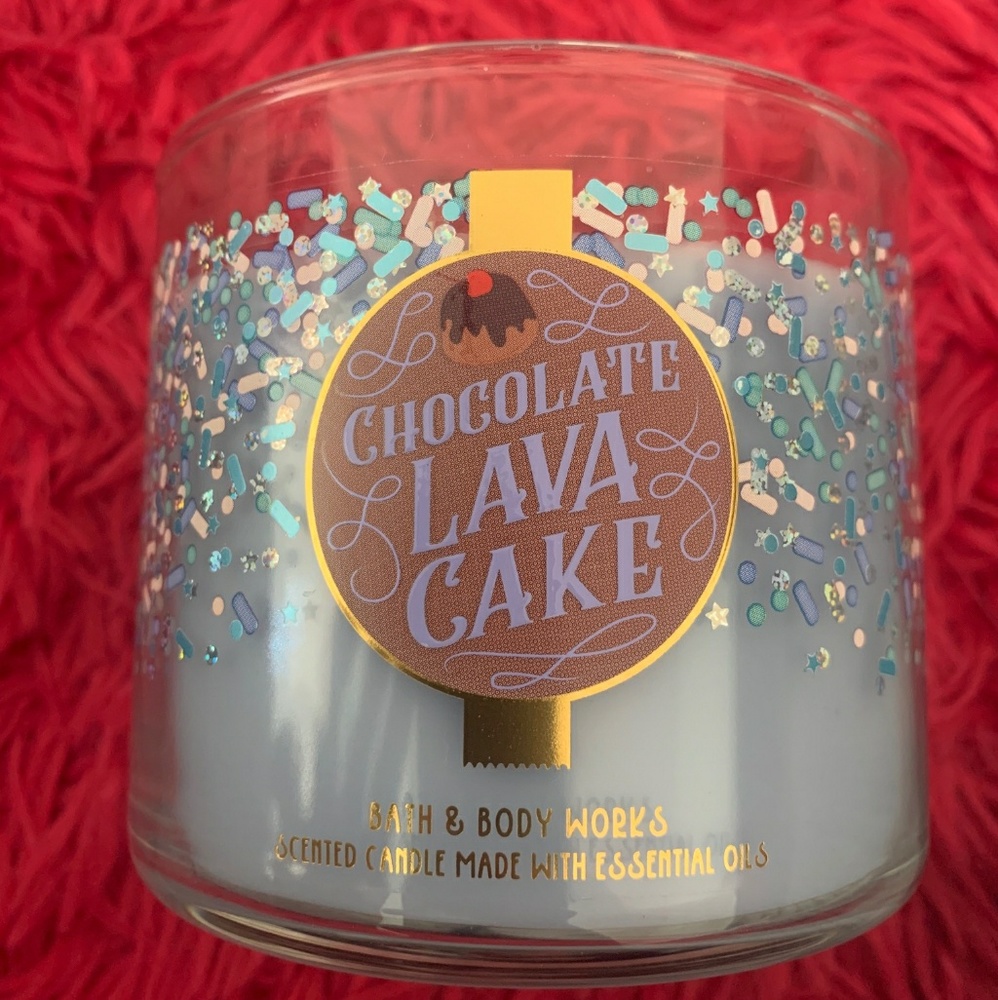 CHOCOLATE
LAVA
CAKE
BATH & BODY WORKS
SCENTED CANDLE MADE WITH ESSENTIAL OILS